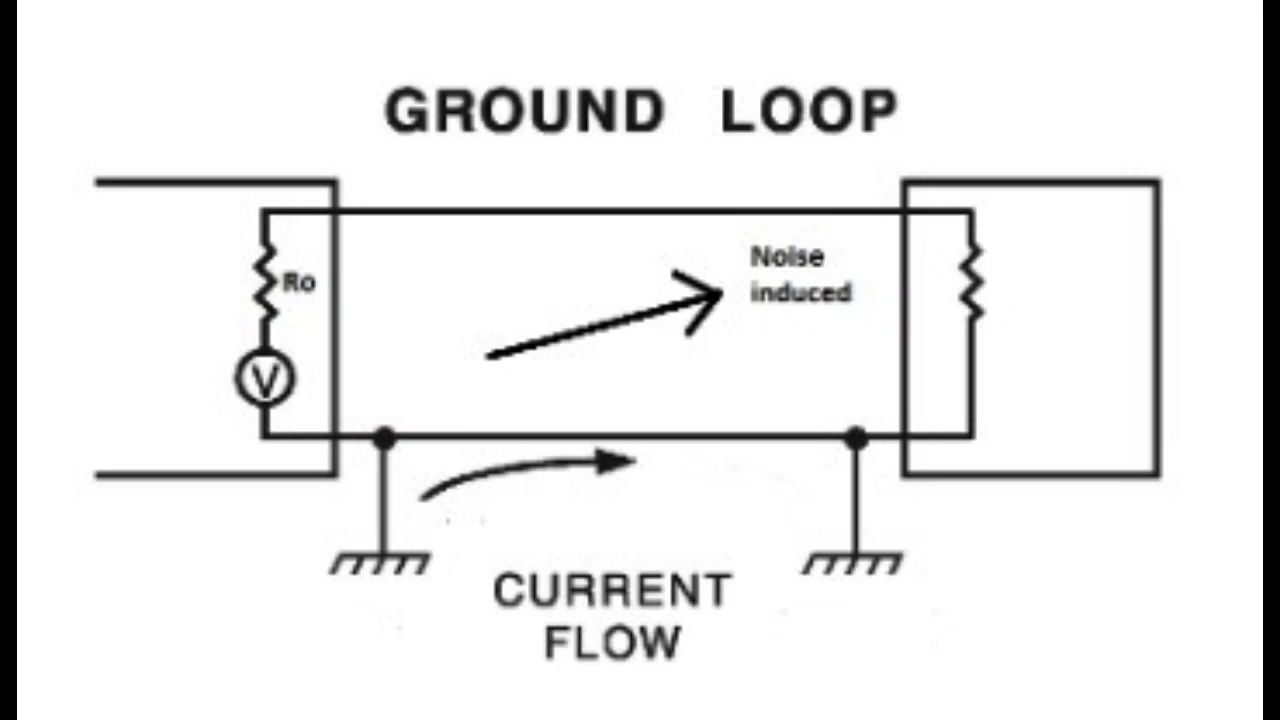 GROUND LOOP
Ro
Noise
induced
V
CURRENT
FLOW